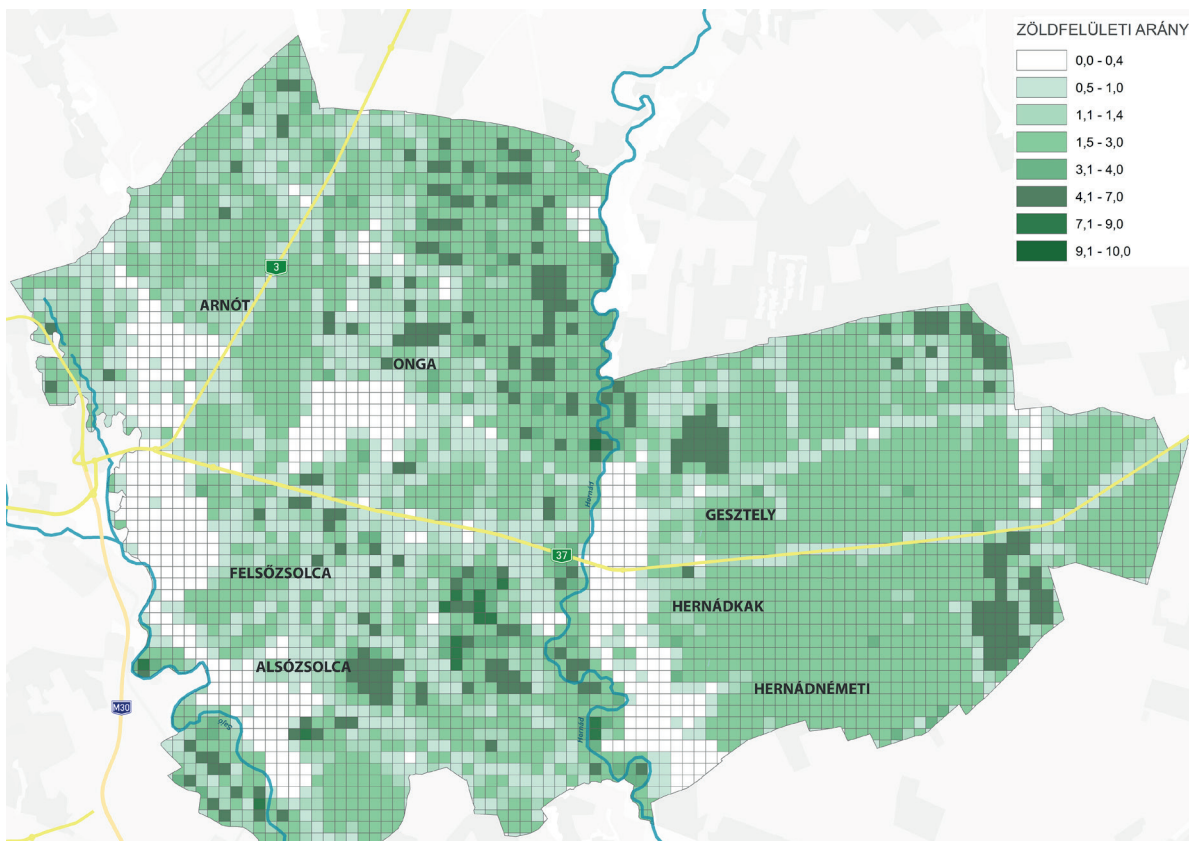 ZÖLDFELÜLETI ARÁNY
0,0 - 0,4
0,5 - 1,0
1,1 - 1,4
1,5 - 3,0
3,1 - 4,0
4,1 - 7,0
7,1 - 9,0
9,1 - 10,0
3
ARNÓT
ONGA
Hernád
GESZTELY
37
FELSŐZSOLCA
HERNÁDKAK
ALSÓZSOLCA
HERNÁDNÉMETI
M30
Sajó
Hernád